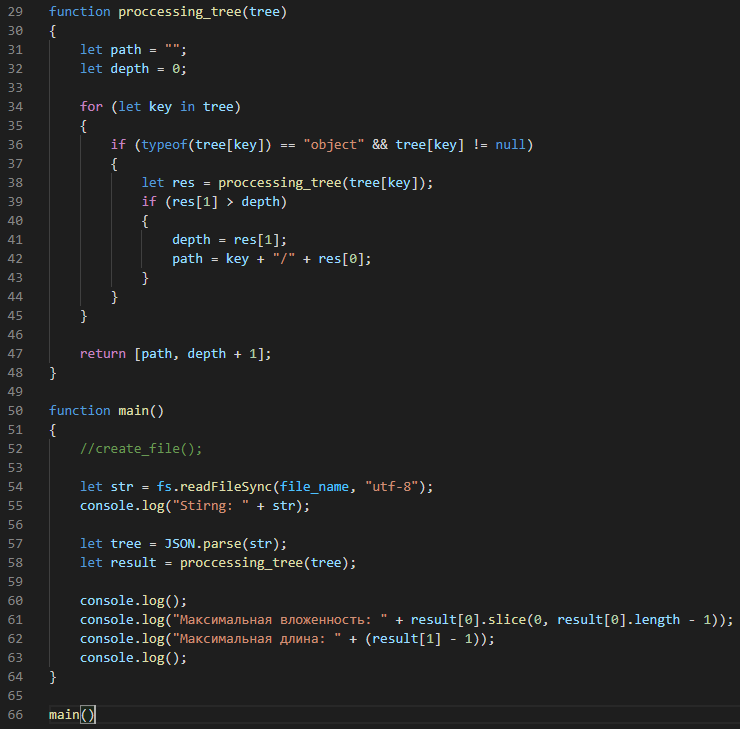 29 function proccessing_tree(tree)
30 {
31     let path = "";
32     let depth = 0;
33
34     for (let key in tree)
35     {
36         if (typeof(tree[key]) == "object" && tree[key] != null)
37         {
38             let res = proccessing_tree(tree[key]);
39             if (res[1] > depth)
40             {
41                 depth = res[1];
42                 path = key + "/" + res[0];
43             }
44         }
45     }
46
47     return [path, depth + 1];
48 }
49
50 function main()
51 {
52     //create_file();
53
54     let str = fs.readFileSync(file_name, "utf-8");
55     console.log("Stirng: " + str);
56
57     let tree = JSON.parse(str);
58     let result = proccessing_tree(tree);
59
60     console.log();
61     console.log("Максимальная вложенность: " + result[0].slice(0, result[0].length - 1));
62     console.log("Максимальная длина: " + (result[1] - 1));
63     console.log();
64 }
65
66 main()